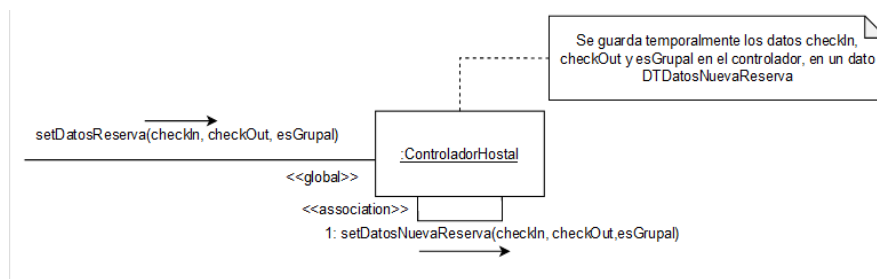 Se guarda temporalmente los datos checkIn,
checkOut y esGrupal en el controlador, en un dato
DTDatosNuevaReserva
setDatosReserva(checkIn, checkOut, esGrupal)
:ControladorHostal
<<global>>
<<association>>
1: setDatosNuevaReserva(checkIn, checkOut,esGrupal)